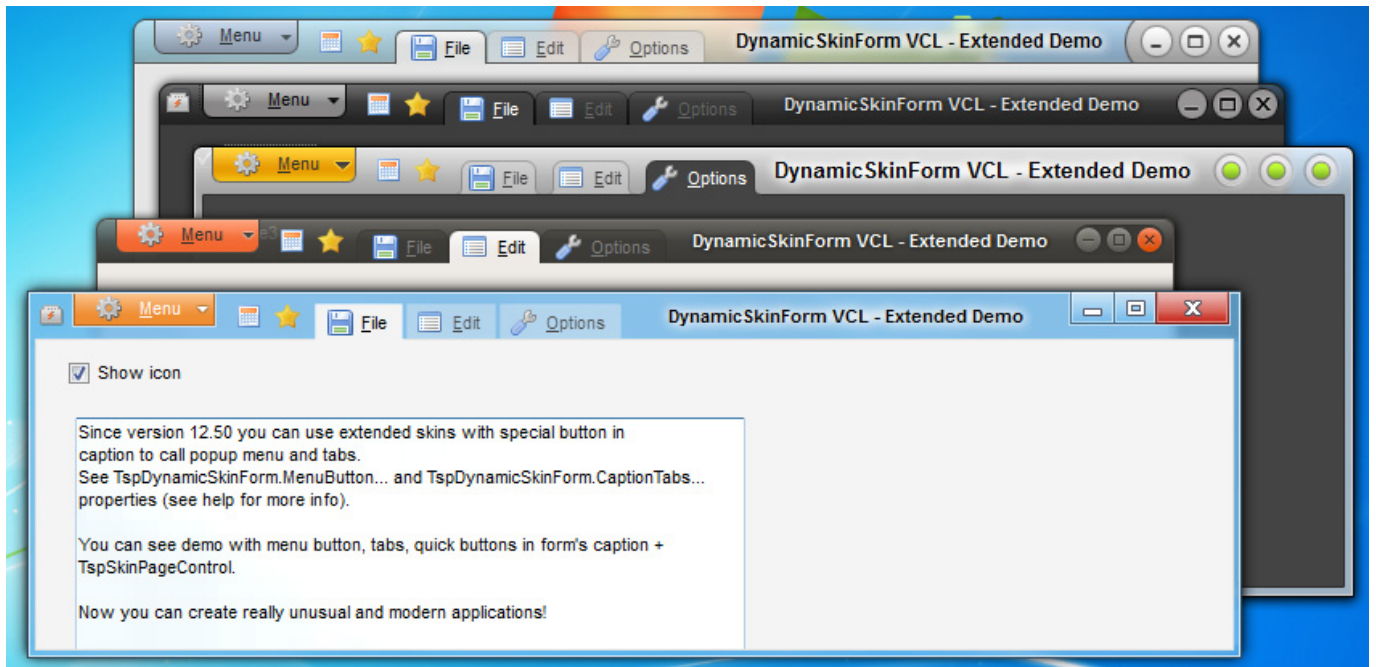 Menu File Edit Options DynamicSkinForm VCL - Extended Demo
Menu File Edit Options DynamicSkinForm VCL - Extended Demo
Menu File Edit Options DynamicSkinForm VCL - Extended Demo
Menu File Edit Options DynamicSkinForm VCL - Extended Demo
Menu File Edit Options DynamicSkinForm VCL - Extended Demo
Show icon
Since version 12.50 you can use extended skins with special button in
caption to call popup menu and tabs.
See TspDynamicSkinForm.MenuButton... and TspDynamicSkinForm.CaptionTabs...
properties (see help for more info).
You can see demo with menu button, tabs, quick buttons in form's caption +
TspSkinPageControl.
Now you can create really unusual and modern applications!